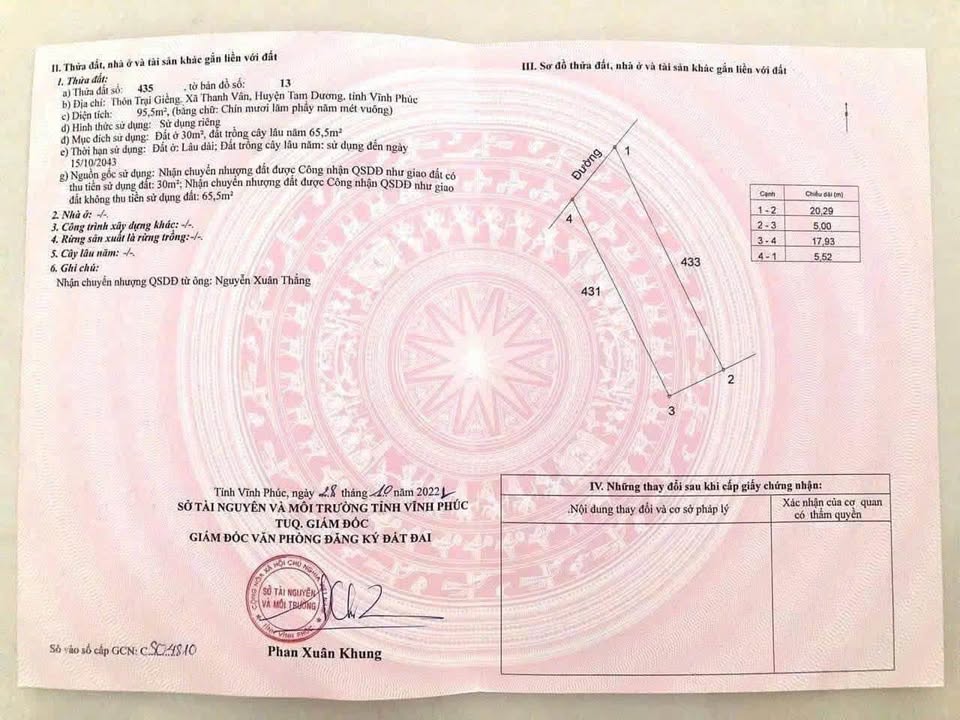 II. Thửa đất, nhà ở và tài sản khác gắn liền với đất
1. Thửa đất:
a) Thửa đất số: 435 , tờ bản đồ số: 13
b) Địa chỉ: Thôn Trại Giềng, Xã Thanh Vân, Huyện Tam Dương, tỉnh Vĩnh Phúc
c) Diện tích: 95,5m², (bằng chữ: Chín mươi lăm phẩy năm mét vuông)
d) Hình thức sử dụng: Sử dụng riêng
đ) Mục đích sử dụng: Đất ở 30m², đất trồng cây lâu năm 65,5m²
e) Thời hạn sử dụng: Đất ở: Lâu dài; Đất trồng cây lâu năm: sử dụng đến ngày
15/10/2043
g) Nguồn gốc sử dụng: Nhận chuyển nhượng đất được Công nhận QSDĐ như giao đất có
thu tiền sử dụng đất: 30m²; Nhận chuyển nhượng đất được Công nhận QSDĐ như giao
đất không thu tiền sử dụng đất: 65,5m²
2. Nhà ở: -/-.
3. Công trình xây dựng khác: -/-.
4. Rừng sản xuất là rừng trồng:-/-.
5. Cây lâu năm: -/-.
6. Ghi chú:
Nhận chuyển nhượng QSDĐ từ ông: Nguyễn Xuân Thắng
Tỉnh Vĩnh Phúc, ngày 28 tháng 10 năm 2022
SỞ TÀI NGUYÊN VÀ MÔI TRƯỜNG TỈNH VĨNH PHÚC
TUQ. GIÁM ĐỐC
GIÁM ĐỐC VĂN PHÒNG ĐĂNG KÝ ĐẤT ĐAI
CỘNG HÒA XÃ HỘI CHỦ NGHĨA VIỆT NAM
SỞ TÀI NGUYÊN
VÀ MÔI TRƯỜNG
TỈNH VĨNH PHÚC
Phan Xuân Khung
Số vào sổ cấp GCN: C.S04810
III. Sơ đồ thửa đất, nhà ở và tài sản khác gắn liền với đất
Đường
1
4
433
431
2
3
Cạnh Chiều dài (m)
1 - 2 20,29
2 - 3 5,00
3 - 4 17,93
4 - 1 5,52
IV. Những thay đổi sau khi cấp giấy chứng nhận:
.Nội dung thay đổi và cơ sở pháp lý
Xác nhận của cơ quan
có thẩm quyền